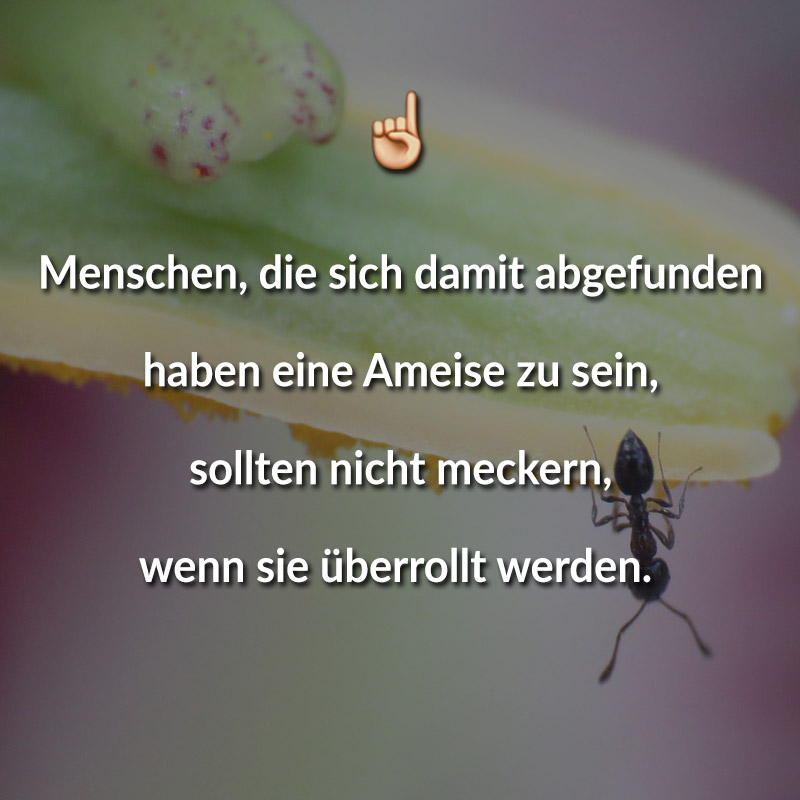 Menschen, die sich damit abgefunden
haben eine Ameise zu sein,
sollten nicht meckern,
wenn sie überrollt werden.